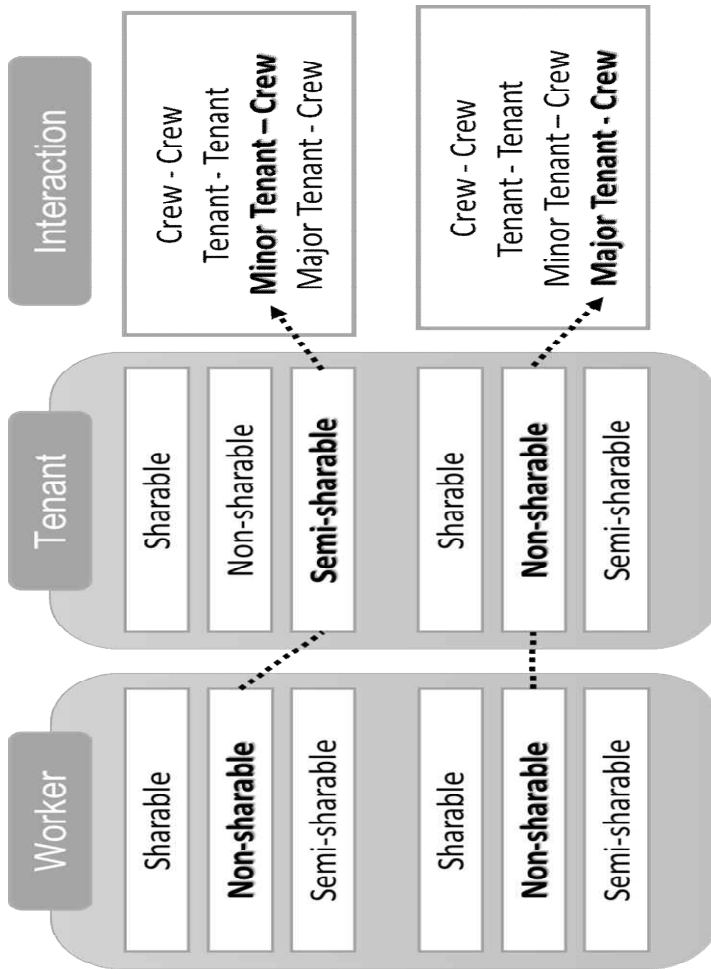 Worker
Tenant
Interaction
Sharable
Non-sharable
Semi-sharable
Sharable
Non-sharable
Semi-sharable
Crew - Crew
Tenant - Tenant
Minor Tenant – Crew
Major Tenant - Crew
Sharable
Non-sharable
Semi-sharable
Sharable
Non-sharable
Semi-sharable
Crew - Crew
Tenant - Tenant
Minor Tenant – Crew
Major Tenant - Crew